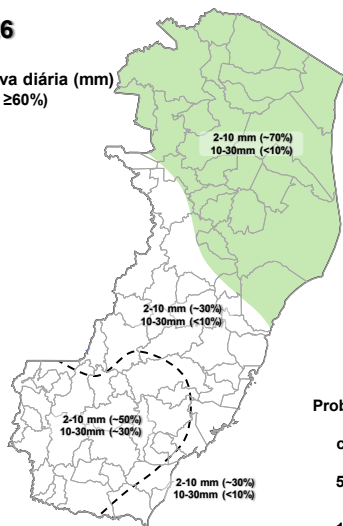 6
va diária (mm)
≥60%)
2-10 mm (~70%)
10-30mm (<10%)
2-10 mm (~30%)
10-30mm (<10%)
2-10 mm (~50%)
10-30mm (~30%)
Prob
c
5
2-10 mm (~30%)
10-30mm (<10%)